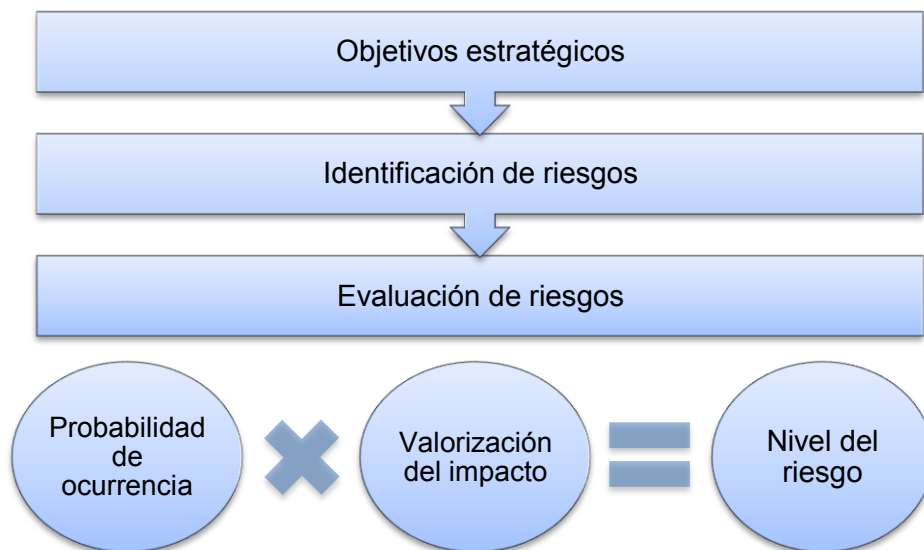 Objetivos estratégicos
Identificación de riesgos
Evaluación de riesgos
Probabilidad
de
ocurrencia
Valorización
del impacto
Nivel del
riesgo